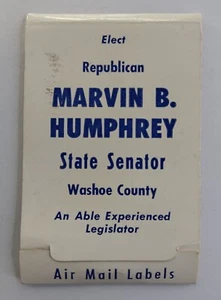 Elect
Republican
MARVIN B.
HUMPHREY
State Senator
Washoe County
An Able Experienced
Legislator
Air Mail Labels